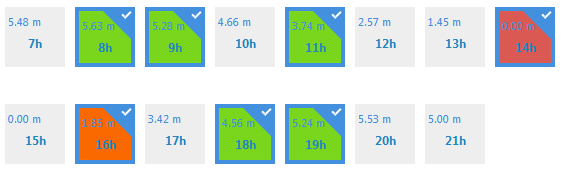 5.48 m 5.63 m 5.28 m 4.66 m 3.74 m 2.57 m 1.45 m 0.00 m
7h 8h 9h 10h 11h 12h 13h 14h
0.00 m 1.85 m 3.42 m 4.56 m 5.24 m 5.53 m 5.00 m
15h 16h 17h 18h 19h 20h 21h